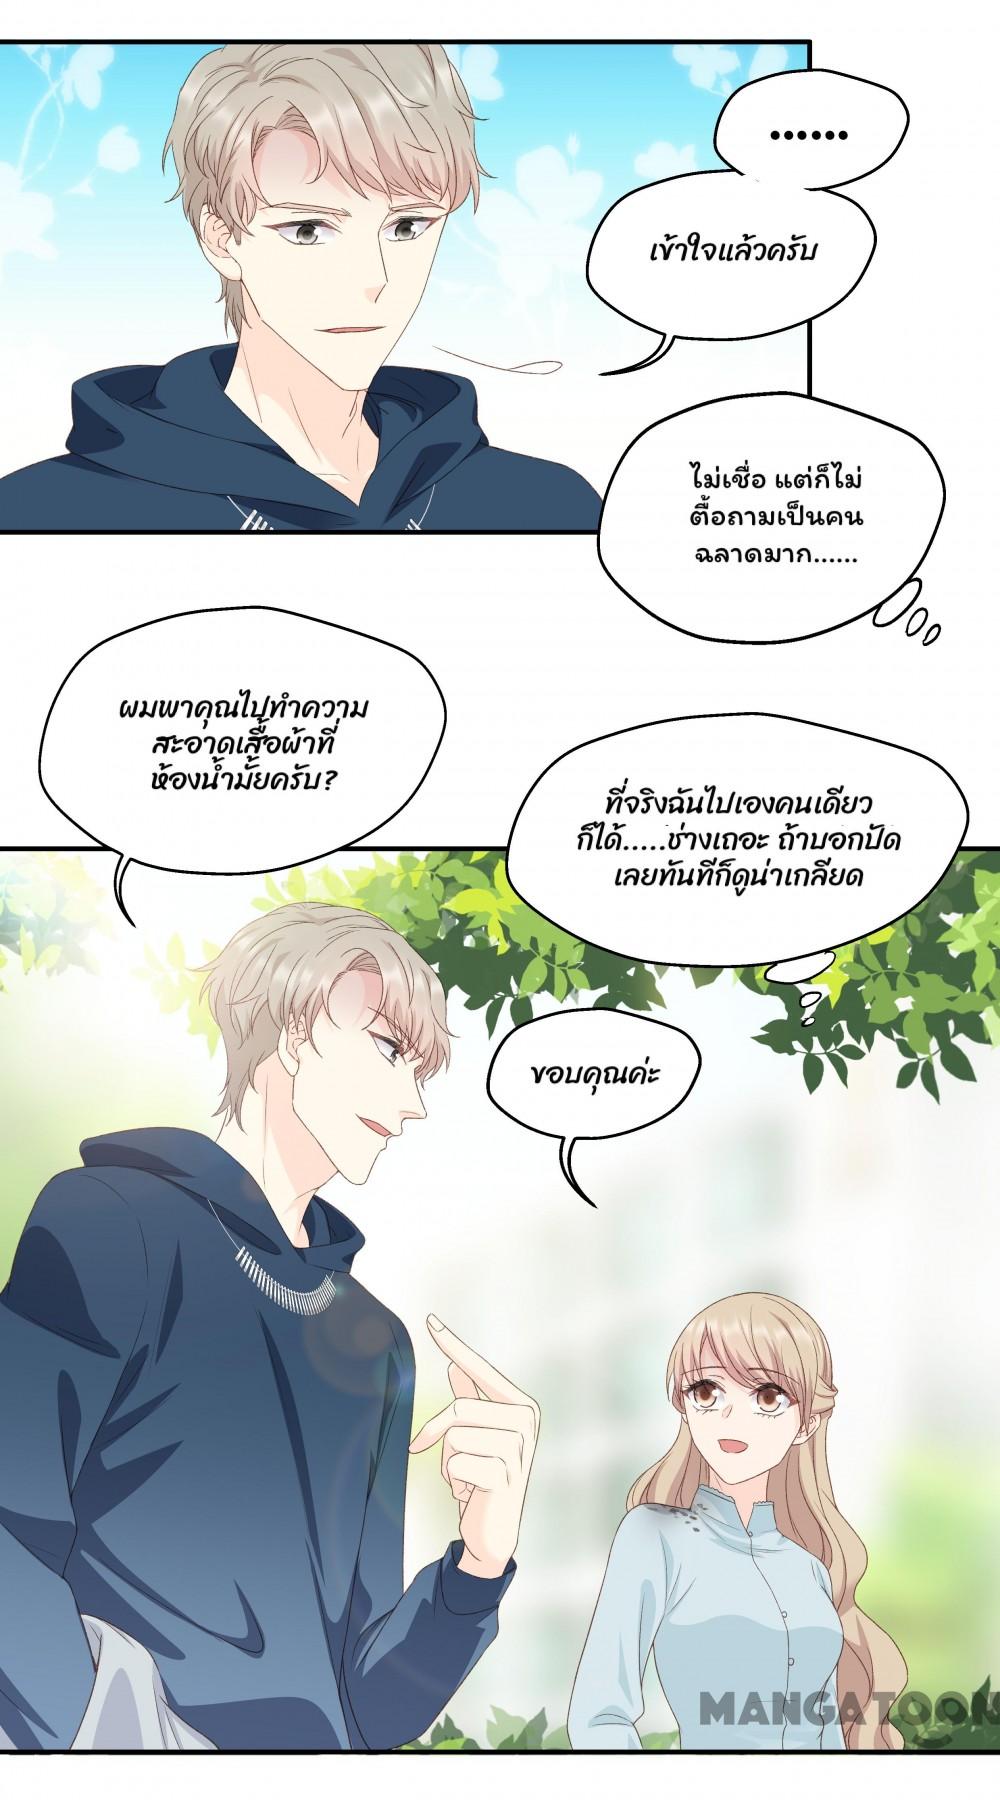 ......
เข้าใจแล้วครับ
ไม่เชื่อ แต่ก็ไม่
ตื้อถามเป็นคน
ฉลาดมาก......
ผมพาคุณไปทำความ
สะอาดเสื้อผ้าที่
ห้องน้ำมั้ยครับ?
ที่จริงฉันไปเองคนเดียว
ก็ได้.....ช่างเถอะ ถ้าบอกปัด
เลยทันทีก็ดูน่าเกลียด
ขอบคุณค่ะ
MANGATOON